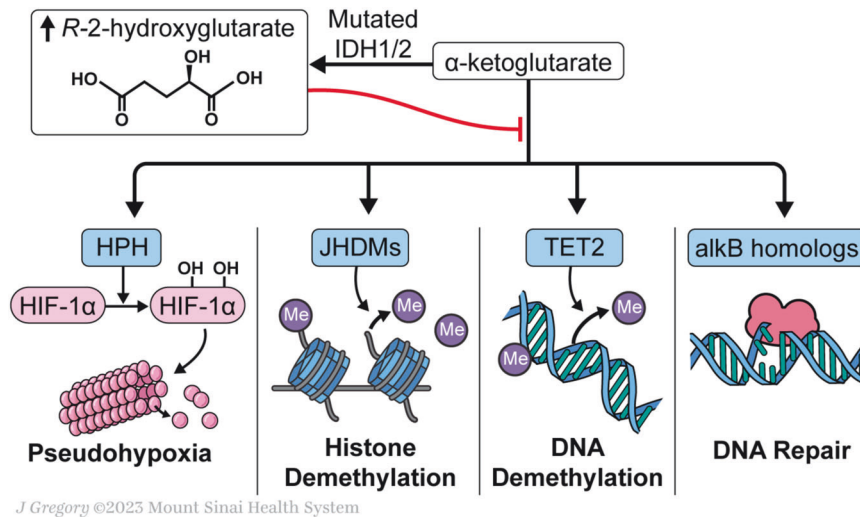 ↑ R-2-hydroxyglutarate
Mutated
IDH1/2
α-ketoglutarate
OH
HO
OH
O
O
HPH
JHDMs
TET2
alkB homologs
OH OH
HIF-1α
HIF-1α
Me
Me
Me
Me
Me
Pseudohypoxia
Histone
Demethylation
DNA
Demethylation
DNA Repair
J Gregory ©2023 Mount Sinai Health System